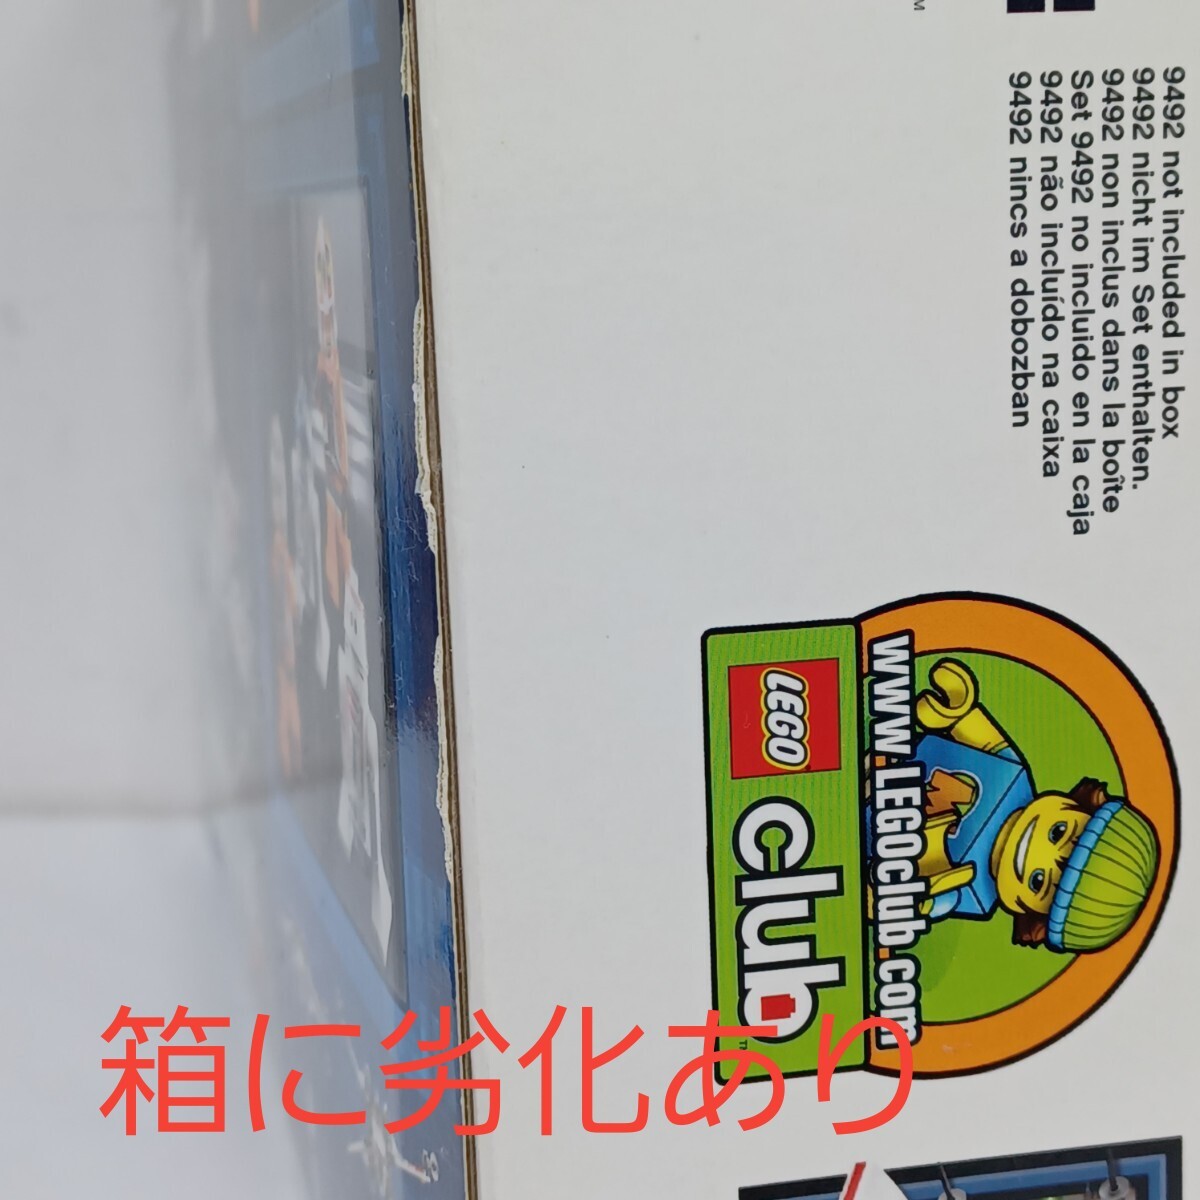 9492 not included in box
9492 nicht im Set enthalten.
9492 non inclus dans la boîte
Set 9492 no incluido en la caja
9492 não incluído na caixa
9492 nincs a dobozban
www.LEGOclub.com
LEGO club
TM
箱に劣化あり